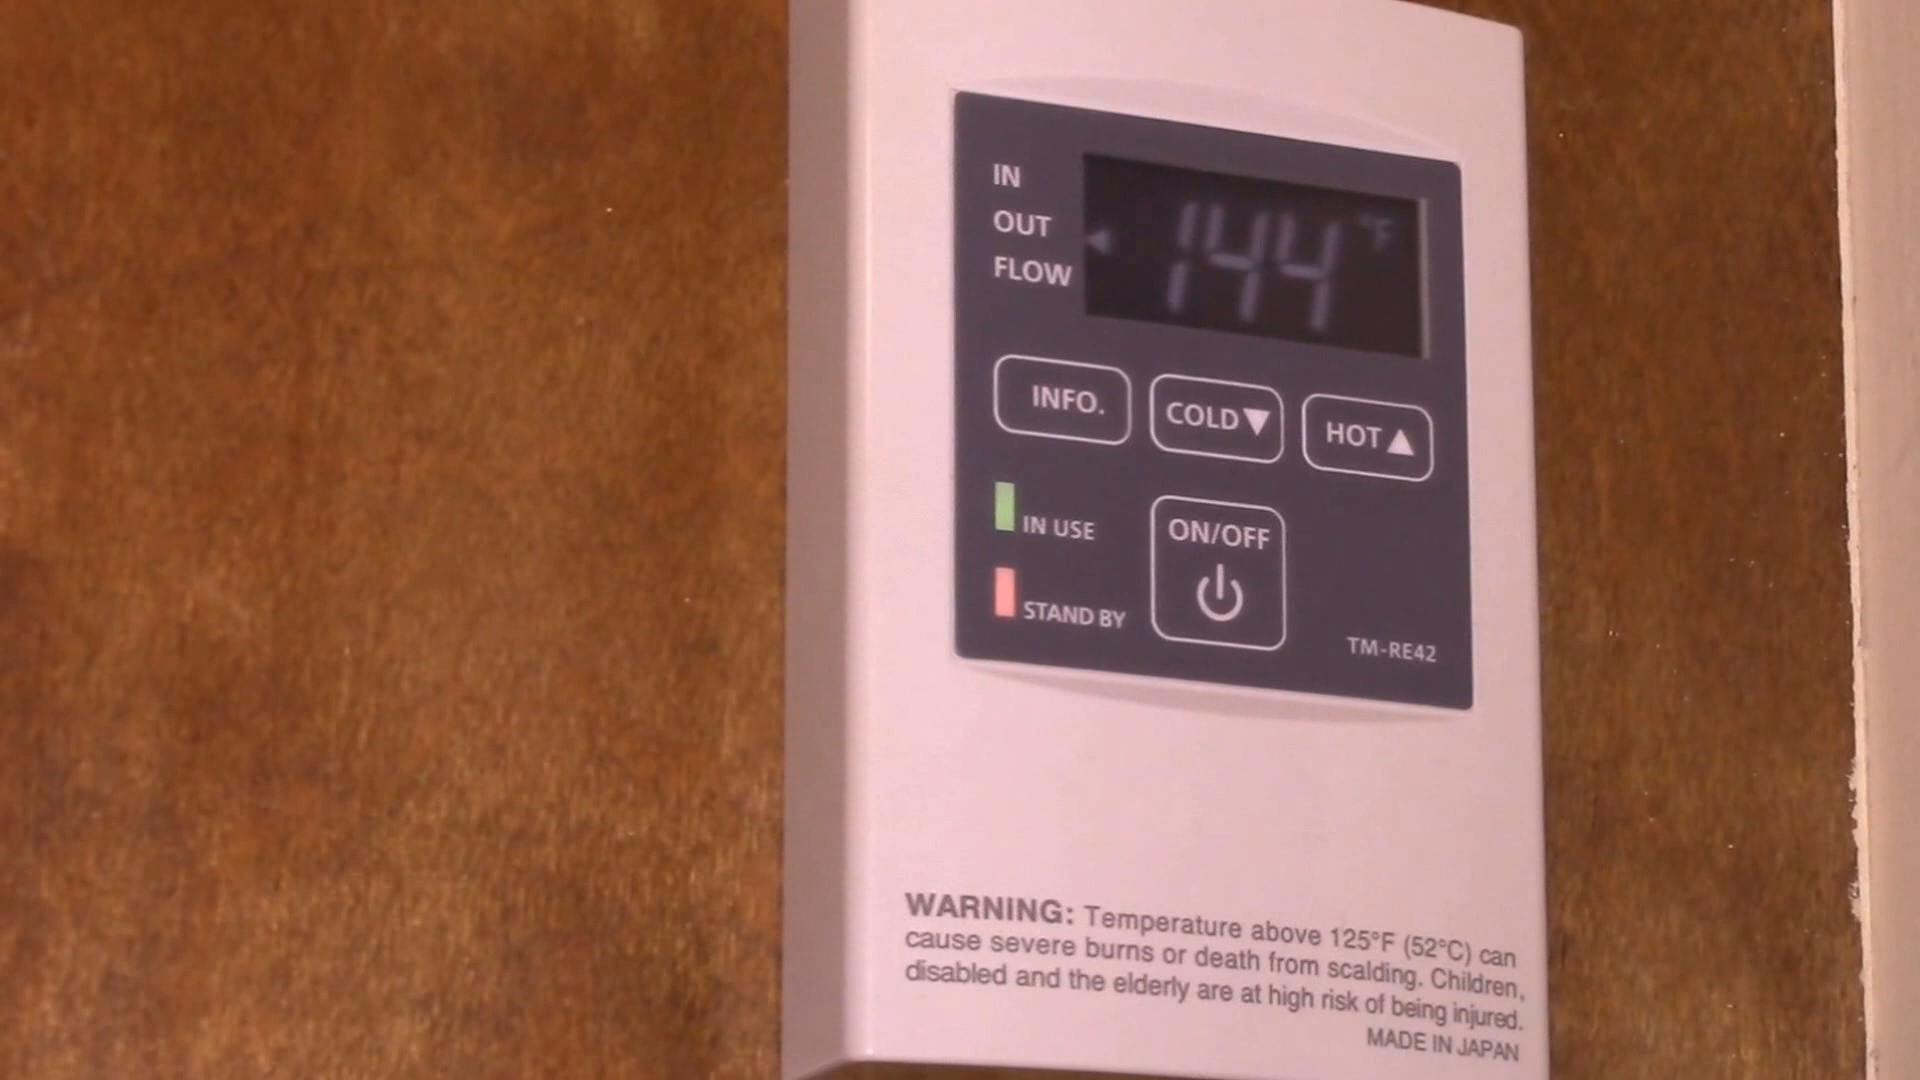 IN
OUT
FLOW
144 °F
INFO.
COLD▼
HOT▲
IN USE
ON/OFF
STAND BY
TM-RE42
WARNING: Temperature above 125°F (52°C) can
cause severe burns or death from scalding. Children,
disabled and the elderly are at high risk of being injured.
MADE IN JAPAN